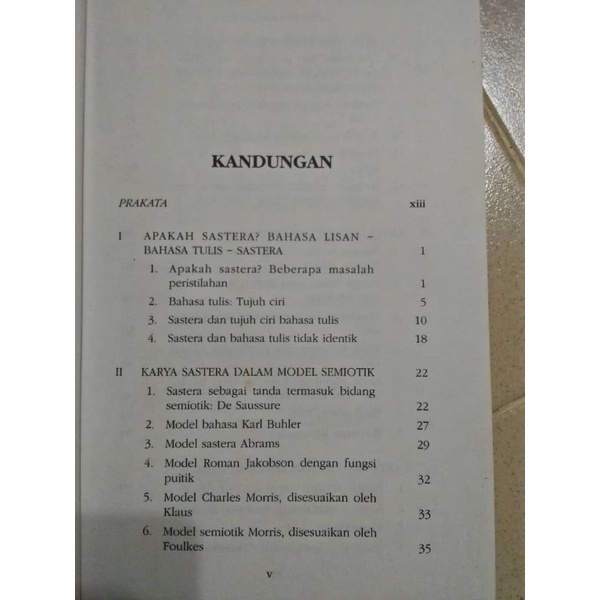 KANDUNGAN
PRAKATA xiii
I APAKAH SASTERA? BAHASA LISAN –
BAHASA TULIS – SASTERA 1
1. Apakah sastera? Beberapa masalah
peristilahan 1
2. Bahasa tulis: Tujuh ciri 5
3. Sastera dan tujuh ciri bahasa tulis 10
4. Sastera dan bahasa tulis tidak identik 18
II KARYA SASTERA DALAM MODEL SEMIOTIK 22
1. Sastera sebagai tanda termasuk bidang
semiotik: De Saussure 22
2. Model bahasa Karl Buhler 27
3. Model sastera Abrams 29
4. Model Roman Jakobson dengan fungsi
puitik 32
5. Model Charles Morris, disesuaikan oleh
Klaus 33
6. Model semiotik Morris, disesuaikan oleh
Foulkes 35
v